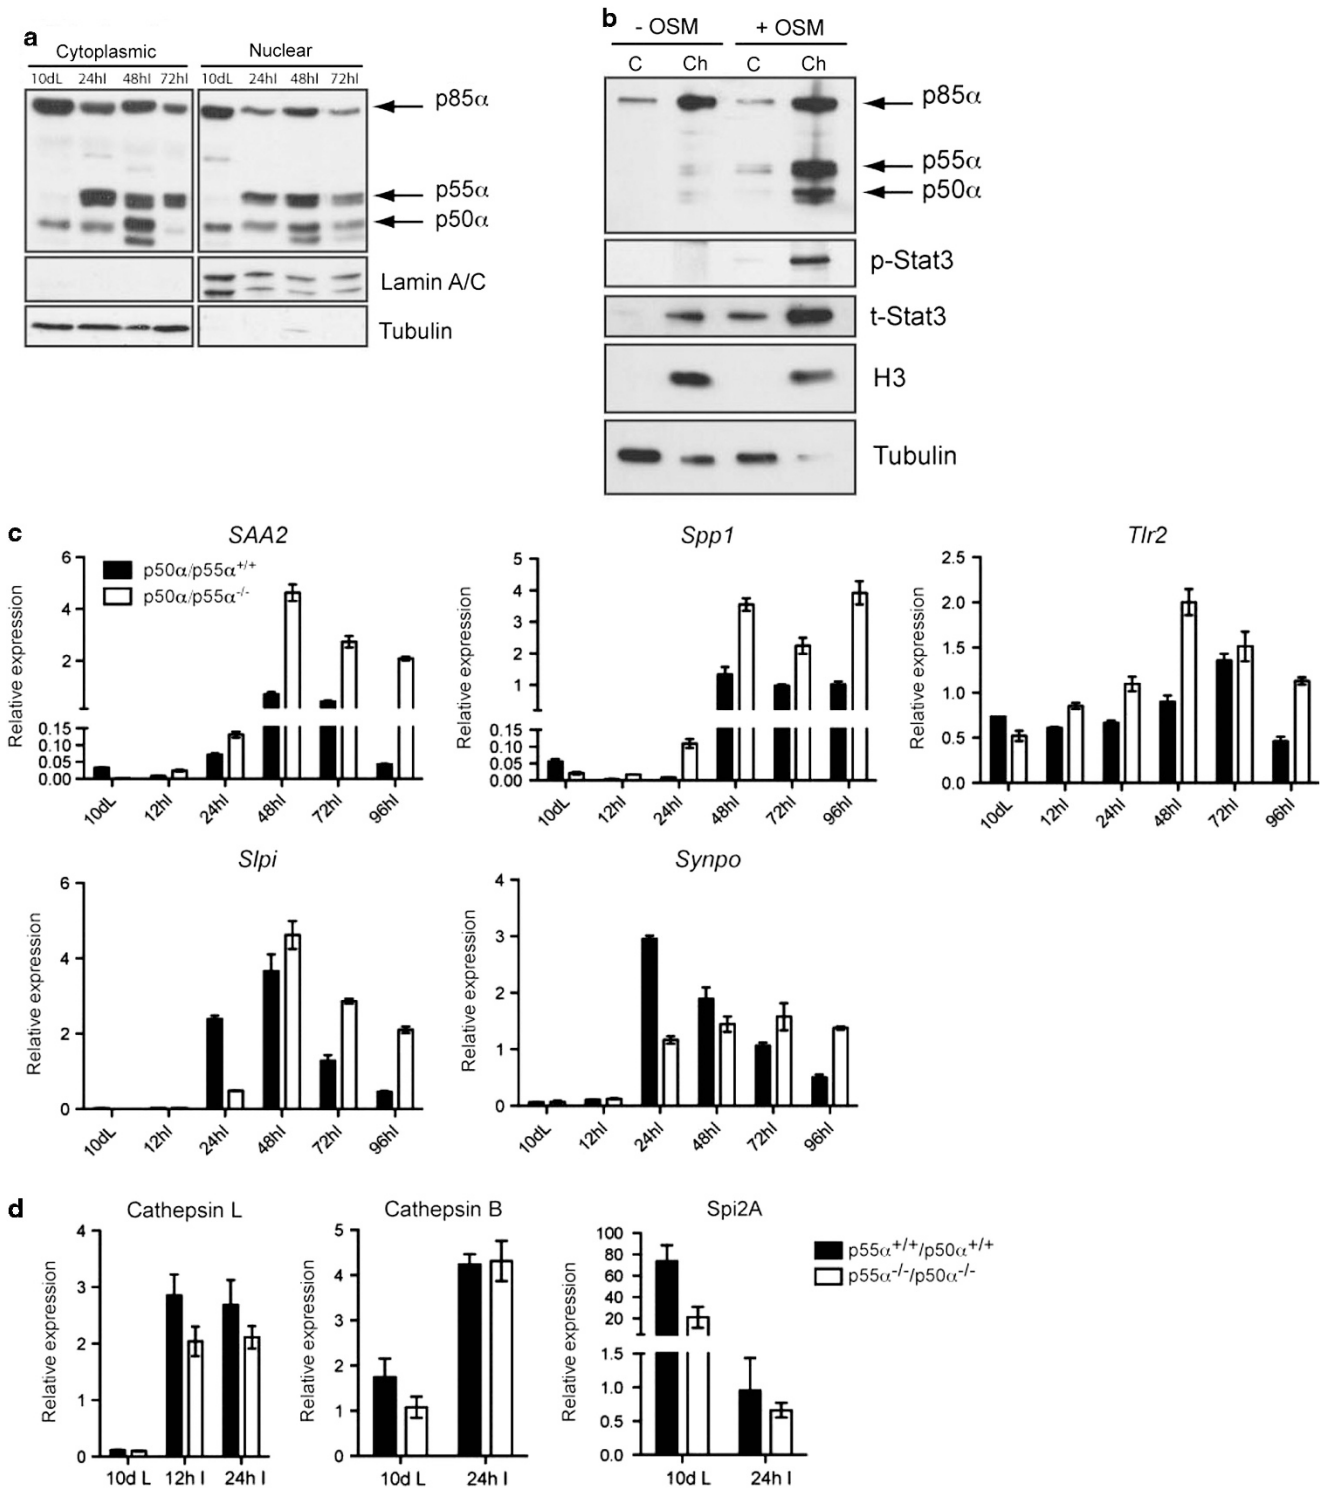 a
Cytoplasmic Nuclear
10dL 24hI 48hI 72hI 10dL 24hI 48hI 72hI
p85α
p55α
p50α
Lamin A/C
Tubulin
b
- OSM + OSM
C Ch C Ch
p85α
p55α
p50α
p-Stat3
t-Stat3
H3
Tubulin
c
SAA2
Relative expression
6
4
2
0.15
0.10
0.05
0.00
p50α/p55α+/+
p50α/p55α-/-
10dL 12hI 24hI 48hI 72hI 96hI
Spp1
Relative expression
5
4
3
2
1
0.15
0.10
0.05
0.00
10dL 12hI 24hI 48hI 72hI 96hI
Tlr2
Relative expression
2.5
2.0
1.5
1.0
0.5
0.0
10dL 12hI 24hI 48hI 72hI 96hI
Slpi
Relative expression
6
4
2
0
10dL 12hI 24hI 48hI 72hI 96hI
Synpo
Relative expression
4
3
2
1
0
10dL 12hI 24hI 48hI 72hI 96hI
d
Cathepsin L
Relative expression
4
3
2
1
0
10d L 12h I 24h I
Cathepsin B
Relative expression
5
4
3
2
1
0
10d L 24h I
Spi2A
Relative expression
100
80
60
40
20
1.5
1.0
0.5
0.0
10d L 24h I
p55α+/+/p50α+/+
p55α-/-/p50α-/-